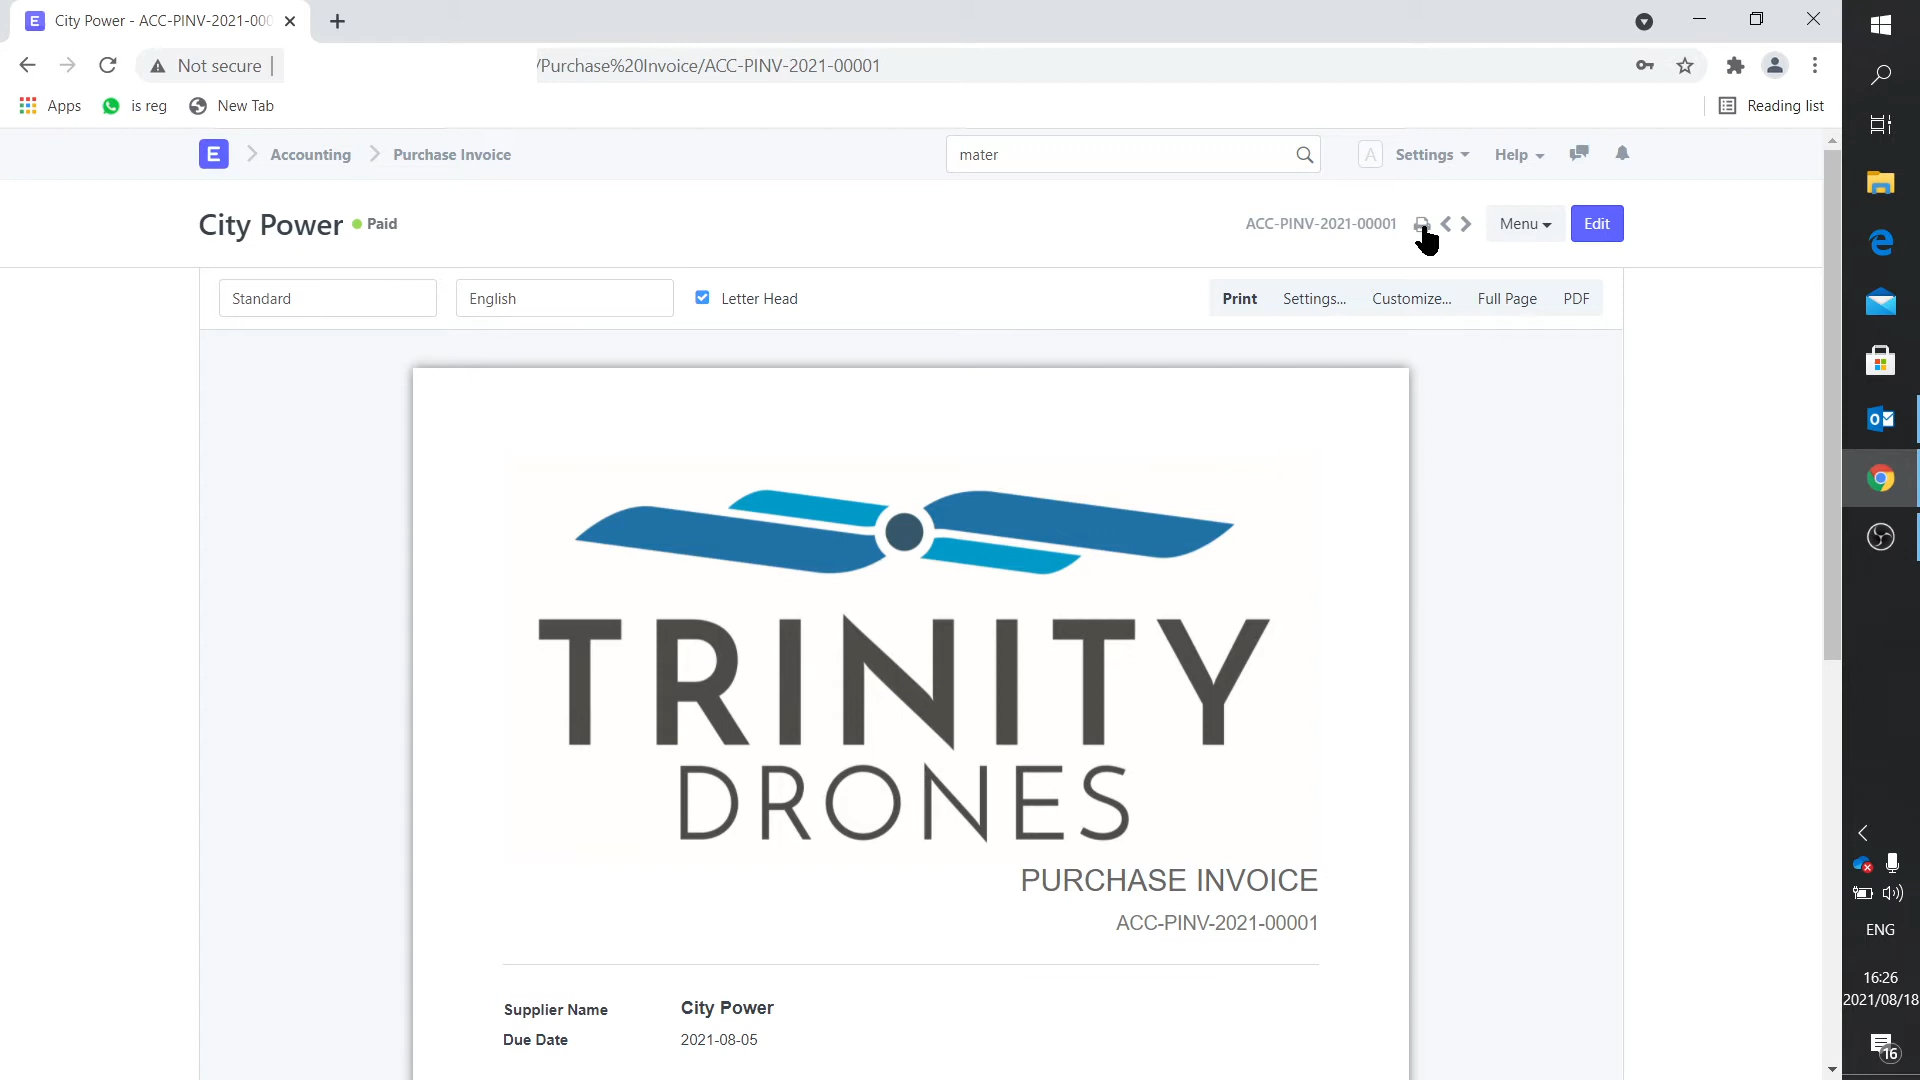 E City Power - ACC-PINV-2021-000
Not secure /Purchase%20Invoice/ACC-PINV-2021-00001
Apps is reg New Tab Reading list
E Accounting Purchase Invoice mater A Settings Help
City Power Paid ACC-PINV-2021-00001 Menu Edit
Standard English Letter Head Print Settings... Customize... Full Page PDF
TRINITY
DRONES
PURCHASE INVOICE
ACC-PINV-2021-00001
Supplier Name City Power
Due Date 2021-08-05
ENG
16:26
2021/08/18
16